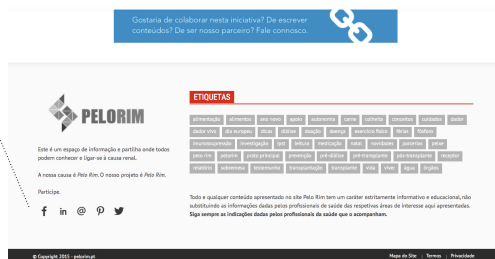 Gostaria de colaborar nesta iniciativa? De escrever
conteúdos? De ser nosso parceiro? Fale connosco.
PELORIM
Este é um espaço de informação e partilha onde todos
podem conhecer e ligar-se à causa renal.
A nossa causa é Pelo Rim. O nosso projeto é Pelo Rim.
Participe.
ETIQUETAS
alimentação alimentos ano novo apoio autonomia carne colheita conceitos cuidados dador
dador vivo dia europeu dicas diálise doação doença exercício físico férias fósforo
imunossupressão investigação ipst leitura medicação natal novidades parcerias peixe
pelo rim pelorim prato principal prevenção pré-diálise pré-transplante pós-transplante receptor
relatório sobremesa testemunho transplantação transplante vida viver água órgãos
Todo e qualquer conteúdo apresentado no site Pelo Rim tem um caráter estritamente informativo e educacional, não
substituindo as informações dadas pelos profissionais de saúde das respetivas áreas de interesse aqui apresentadas.
Siga sempre as indicações dadas pelos profissionais da saúde que o acompanham.
© Copyright 2015 - pelorim.pt
Mapa do Site | Termos | Privacidade